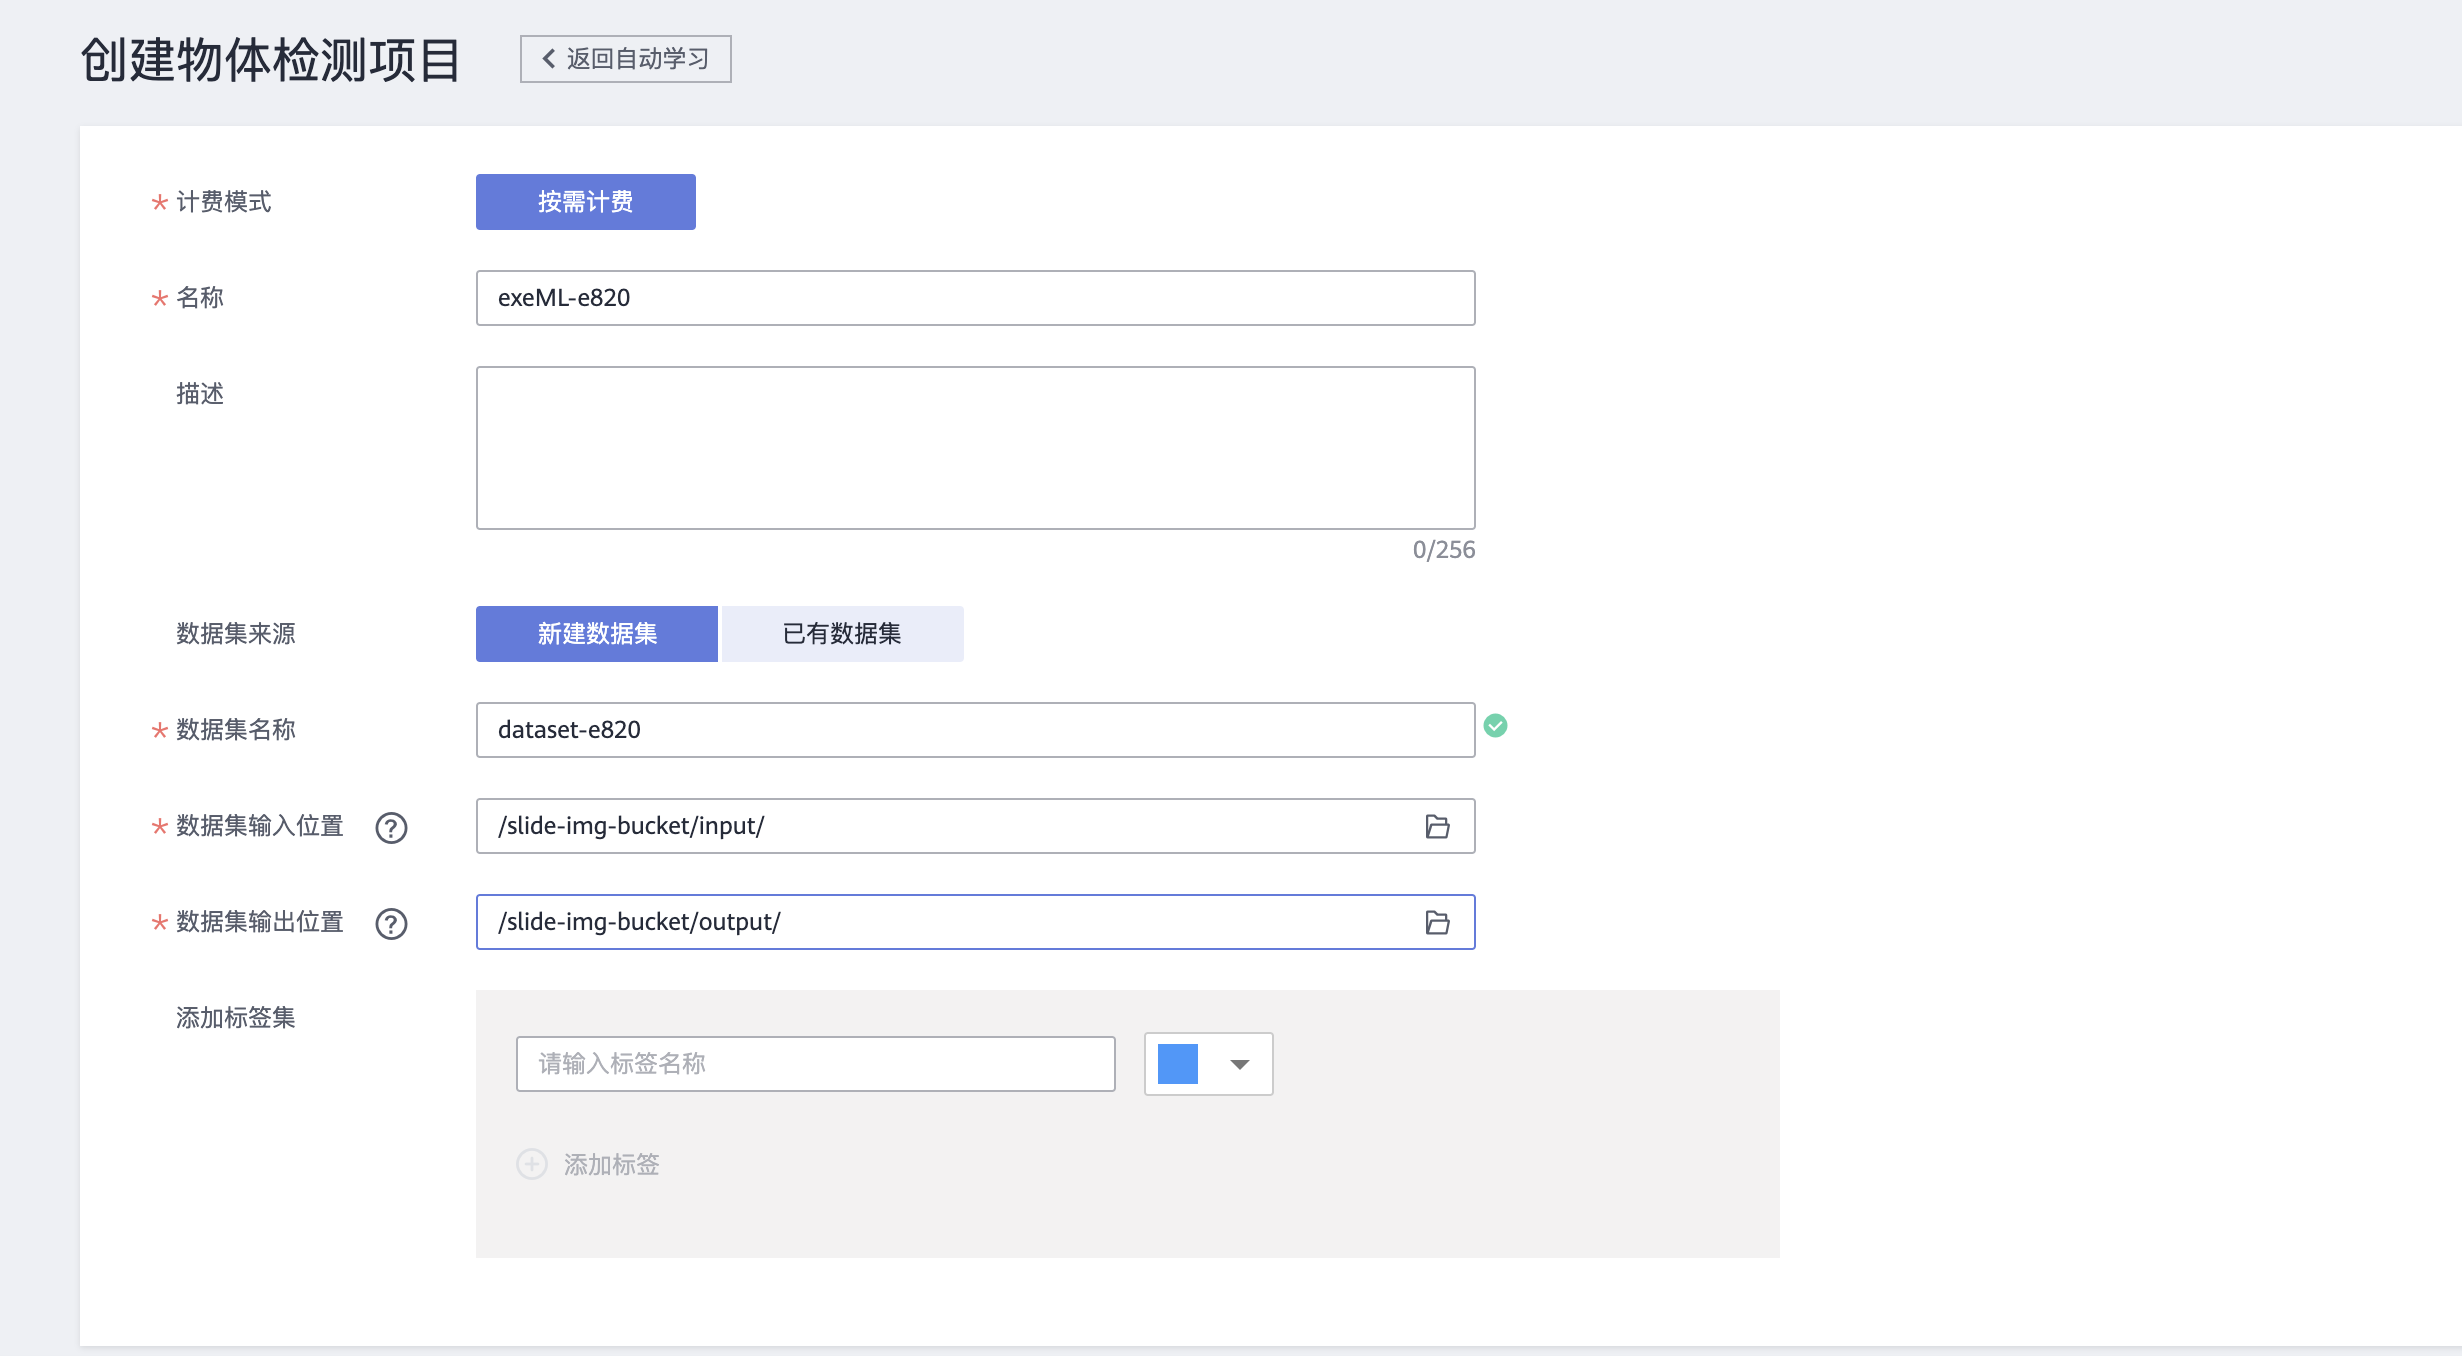 创建物体检测项目
返回自动学习
* 计费模式
按需计费
* 名称
exeML-e820
描述
0/256
数据集来源
新建数据集
已有数据集
* 数据集名称
dataset-e820
* 数据集输入位置
/slide-img-bucket/input/
* 数据集输出位置
/slide-img-bucket/output/
添加标签集
请输入标签名称
添加标签